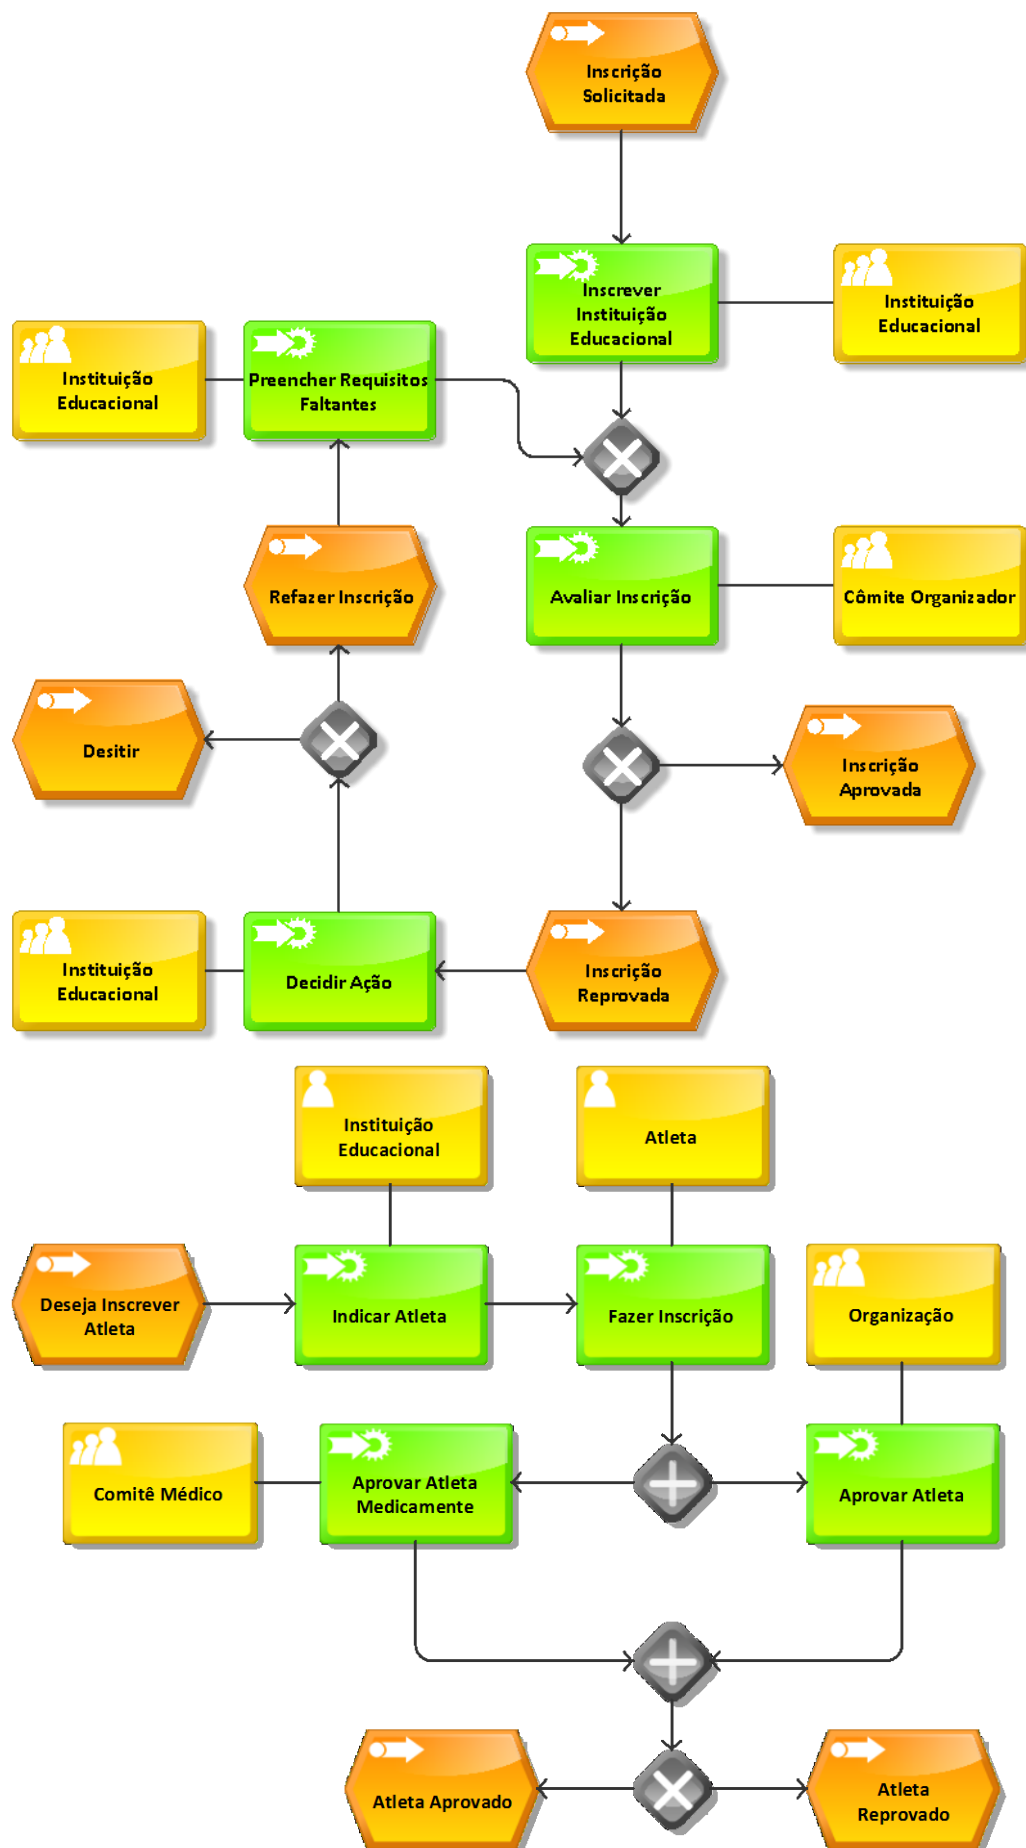 Inscrição
Solicitada
Inscrever
Instituição
Educacional
Instituição
Educacional
Instituição
Educacional
Preencher Requisitos
Faltantes
Refazer Inscrição
Avaliar Inscrição
Cômite Organizador
Desitir
Inscrição
Aprovada
Instituição
Educacional
Decidir Ação
Inscrição
Reprovada
Instituição
Educacional
Atleta
Deseja Inscrever
Atleta
Indicar Atleta
Fazer Inscrição
Organização
Comitê Médico
Aprovar Atleta
Medicamente
Aprovar Atleta
Atleta Aprovado
Atleta
Reprovado